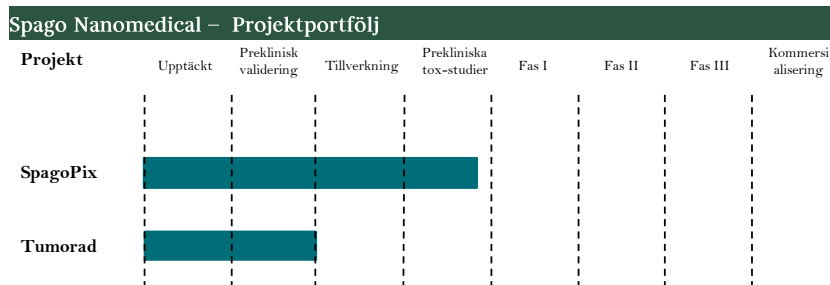 Spago Nanomedical – Projektportfölj
Projekt
Upptäckt
Preklinisk
validering
Tillverkning
Prekliniska
tox-studier
Fas I
Fas II
Fas III
Kommersi
alisering
SpagoPix
Tumorad